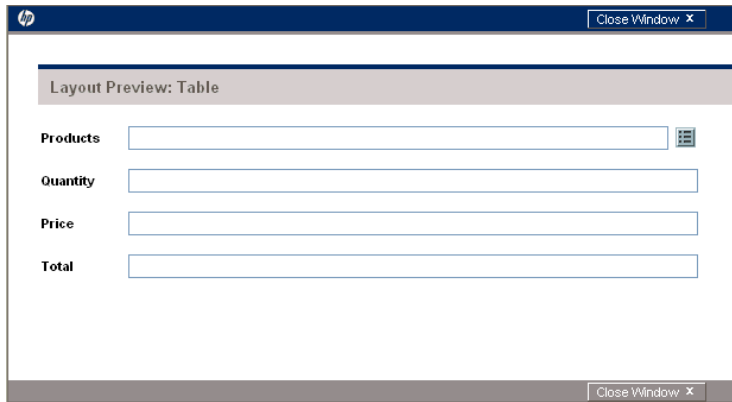 hp
Close Window x
Layout Preview: Table
Products
Quantity
Price
Total
Close Window x